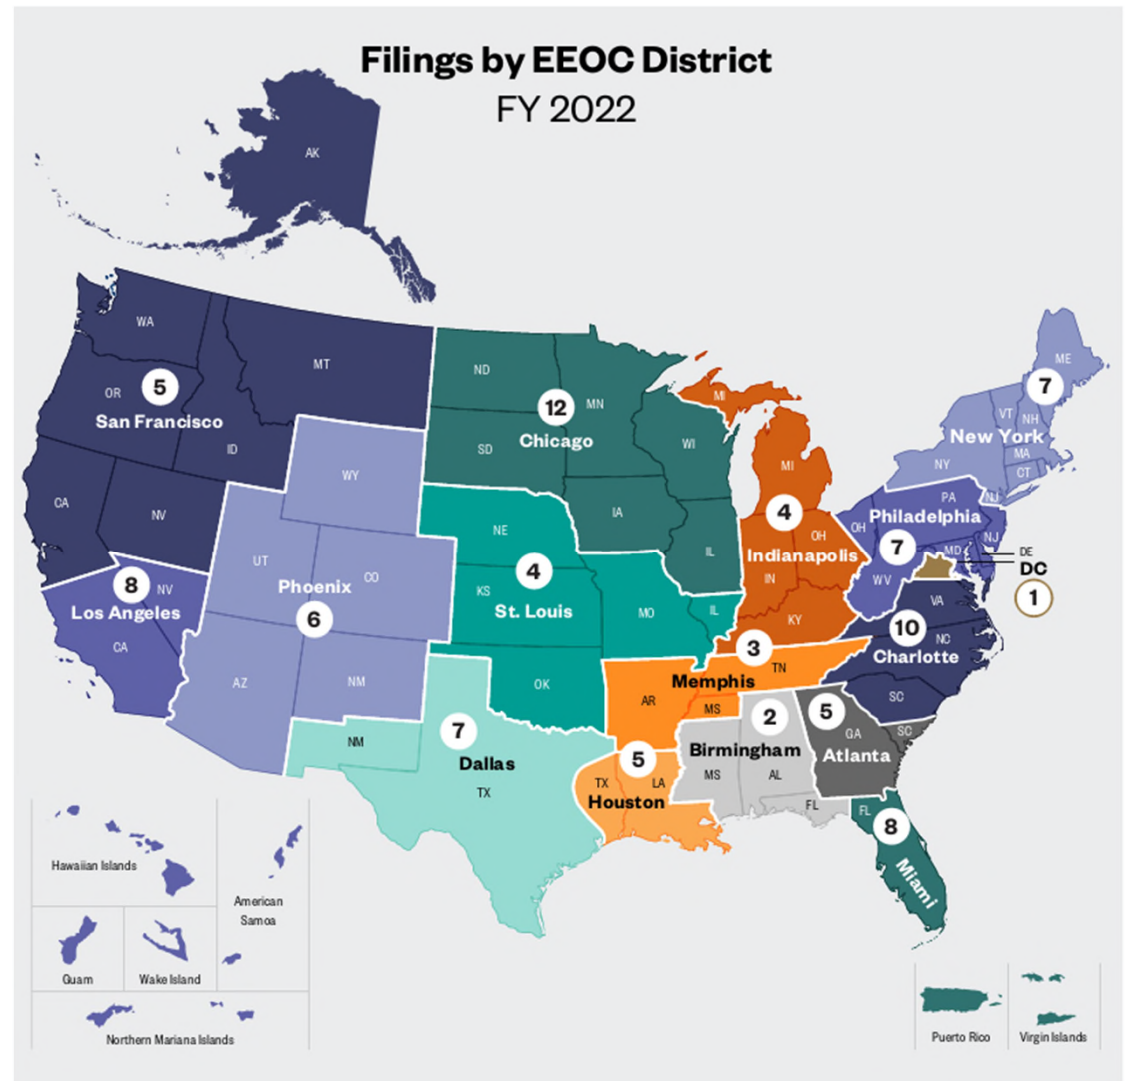 Filings by EEOC District
FY 2022
AK
WA
MT
OR
5
San Francisco
ID
CA
NV
WY
UT
CO
Phoenix
6
AZ
NM
8
NV
Los Angeles
CA
ND
MN
12
Chicago
SD
WI
IA
IL
NE
4
KS
St. Louis
MO
IL
OK
MI
MI
4
OH
Indianapolis
IN
KY
ME
7
VT
NH
New York
MA
NY
CT
NJ
PA
Philadelphia
OH
7
NJ
MD
WV
DE
DC
1
VA
10
NC
Charlotte
SC
3
TN
Memphis
AR
MS
2
Birmingham
MS
AL
FL
5
GA
SC
Atlanta
NM
7
Dallas
TX
5
TX
LA
Houston
FL
8
Miami
Hawaiian Islands
American
Samoa
Guam
Wake Island
Northern Mariana Islands
Puerto Rico
Virgin Islands